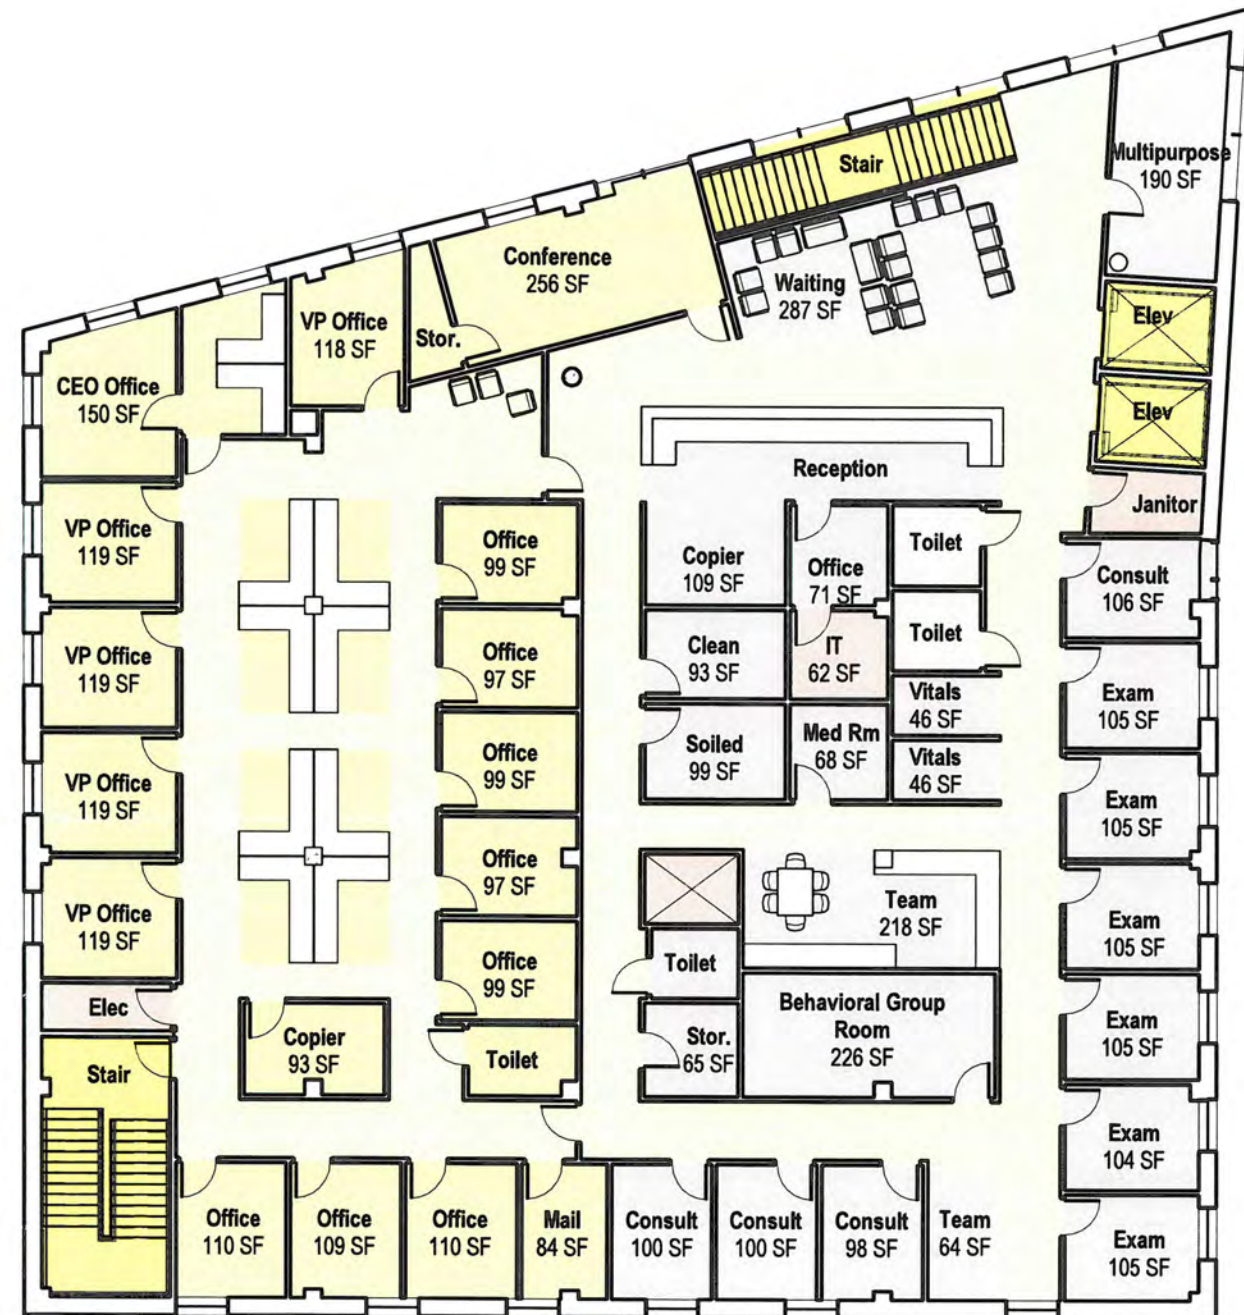 Multipurpose
190 SF
Stair
Conference
256 SF
Waiting
287 SF
VP Office
118 SF
Stor.
Elev
CEO Office
150 SF
Elev
Reception
Janitor
VP Office
119 SF
Office
99 SF
Copier
109 SF
Office
71 SF
Toilet
Consult
106 SF
VP Office
119 SF
Office
97 SF
Clean
93 SF
IT
62 SF
Toilet
Exam
105 SF
Vitals
46 SF
VP Office
119 SF
Office
99 SF
Soiled
99 SF
Med Rm
68 SF
Vitals
46 SF
Exam
105 SF
VP Office
119 SF
Office
97 SF
Team
218 SF
Exam
105 SF
Office
99 SF
Toilet
Elec
Copier
93 SF
Toilet
Stor.
65 SF
Behavioral Group
Room
226 SF
Exam
105 SF
Stair
Exam
104 SF
Office
110 SF
Office
109 SF
Office
110 SF
Mail
84 SF
Consult
100 SF
Consult
100 SF
Consult
98 SF
Team
64 SF
Exam
105 SF